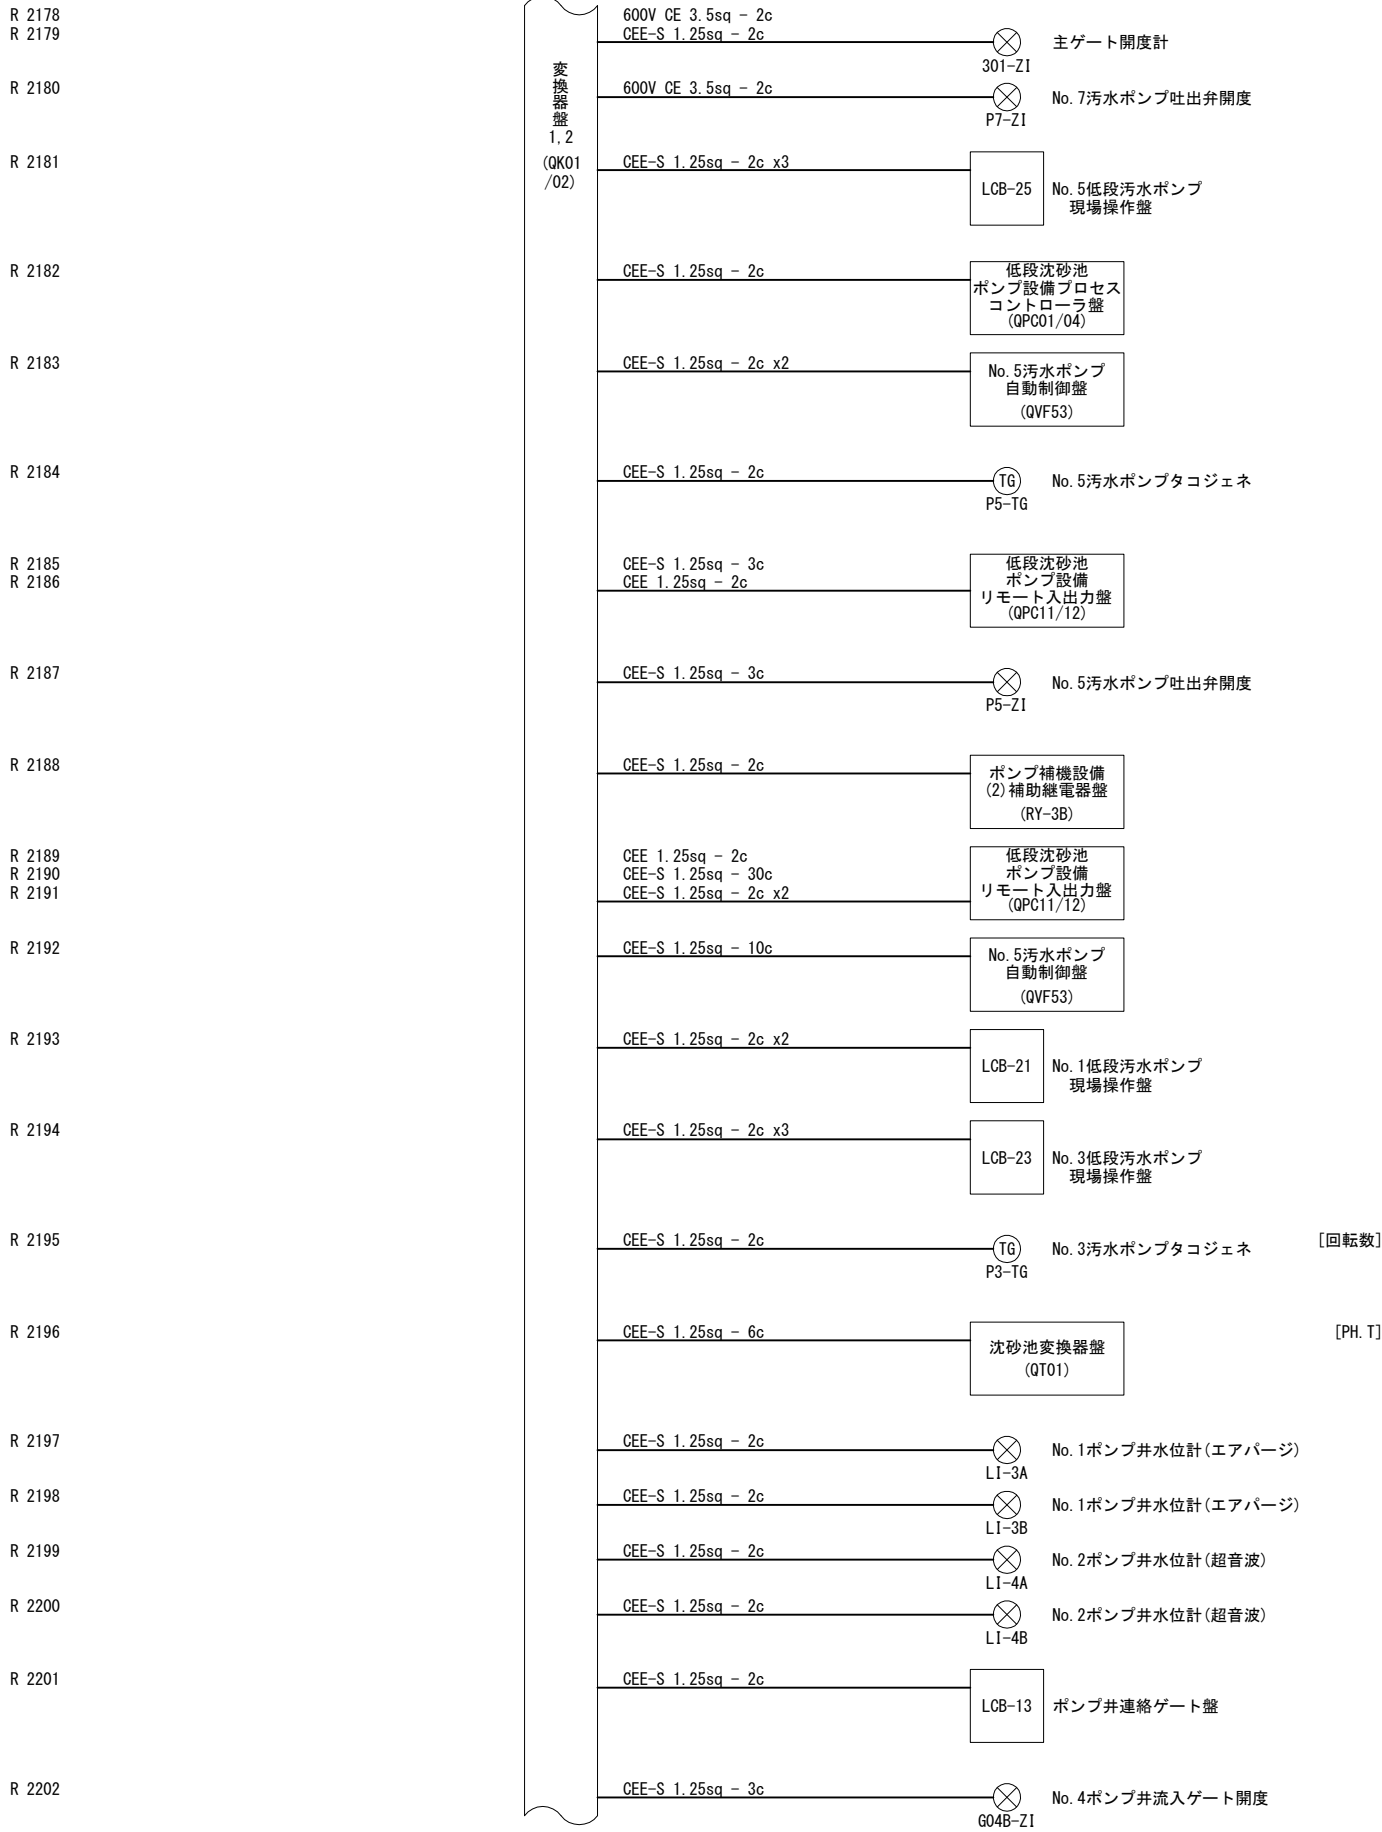 R 2178
600V CE 3.5sq - 2c
R 2179
CEE-S 1.25sq - 2c
主ゲート開度計
301-ZI
変換器盤
1,2
(QK01
/02)
R 2180
600V CE 3.5sq - 2c
No.7汚水ポンプ吐出弁開度
P7-ZI
R 2181
CEE-S 1.25sq - 2c x3
LCB-25
No.5低段汚水ポンプ
現場操作盤
R 2182
CEE-S 1.25sq - 2c
低段沈砂池
ポンプ設備プロセス
コントローラ盤
(QPC01/04)
R 2183
CEE-S 1.25sq - 2c x2
No.5汚水ポンプ
自動制御盤
(QVF53)
R 2184
CEE-S 1.25sq - 2c
TG
No.5汚水ポンプタコジェネ
P5-TG
R 2185
CEE-S 1.25sq - 3c
R 2186
CEE 1.25sq - 2c
低段沈砂池
ポンプ設備
リモート入出力盤
(QPC11/12)
R 2187
CEE-S 1.25sq - 3c
No.5汚水ポンプ吐出弁開度
P5-ZI
R 2188
CEE-S 1.25sq - 2c
ポンプ補機設備
(2)補助継電器盤
(RY-3B)
R 2189
CEE 1.25sq - 2c
R 2190
CEE-S 1.25sq - 30c
R 2191
CEE-S 1.25sq - 2c x2
低段沈砂池
ポンプ設備
リモート入出力盤
(QPC11/12)
R 2192
CEE-S 1.25sq - 10c
No.5汚水ポンプ
自動制御盤
(QVF53)
R 2193
CEE-S 1.25sq - 2c x2
LCB-21
No.1低段汚水ポンプ
現場操作盤
R 2194
CEE-S 1.25sq - 2c x3
LCB-23
No.3低段汚水ポンプ
現場操作盤
R 2195
CEE-S 1.25sq - 2c
TG
No.3汚水ポンプタコジェネ
[回転数]
P3-TG
R 2196
CEE-S 1.25sq - 6c
沈砂池変換器盤
(QT01)
[PH.T]
R 2197
CEE-S 1.25sq - 2c
No.1ポンプ井水位計(エアパージ)
LI-3A
R 2198
CEE-S 1.25sq - 2c
No.1ポンプ井水位計(エアパージ)
LI-3B
R 2199
CEE-S 1.25sq - 2c
No.2ポンプ井水位計(超音波)
LI-4A
R 2200
CEE-S 1.25sq - 2c
No.2ポンプ井水位計(超音波)
LI-4B
R 2201
CEE-S 1.25sq - 2c
LCB-13
ポンプ井連絡ゲート盤
R 2202
CEE-S 1.25sq - 3c
No.4ポンプ井流入ゲート開度
G04B-ZI